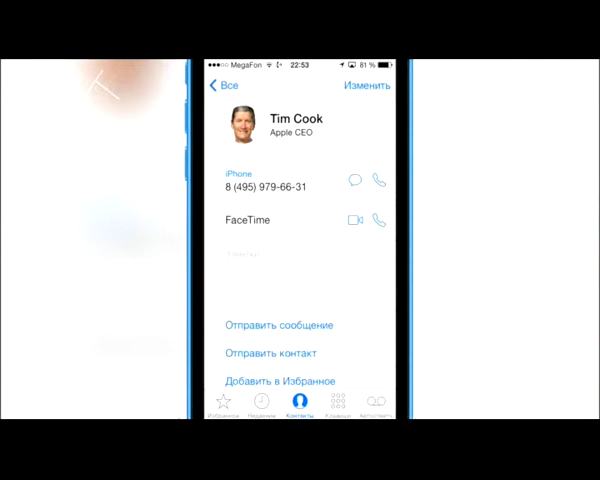 MegaFon 22:53 81 %
Все Изменить
Tim Cook
Apple CEO
iPhone
8 (495) 979-66-31
FaceTime
Отправить сообщение
Отправить контакт
Добавить в Избранное
Избранное Недавние Контакты Клавиши Автоответч